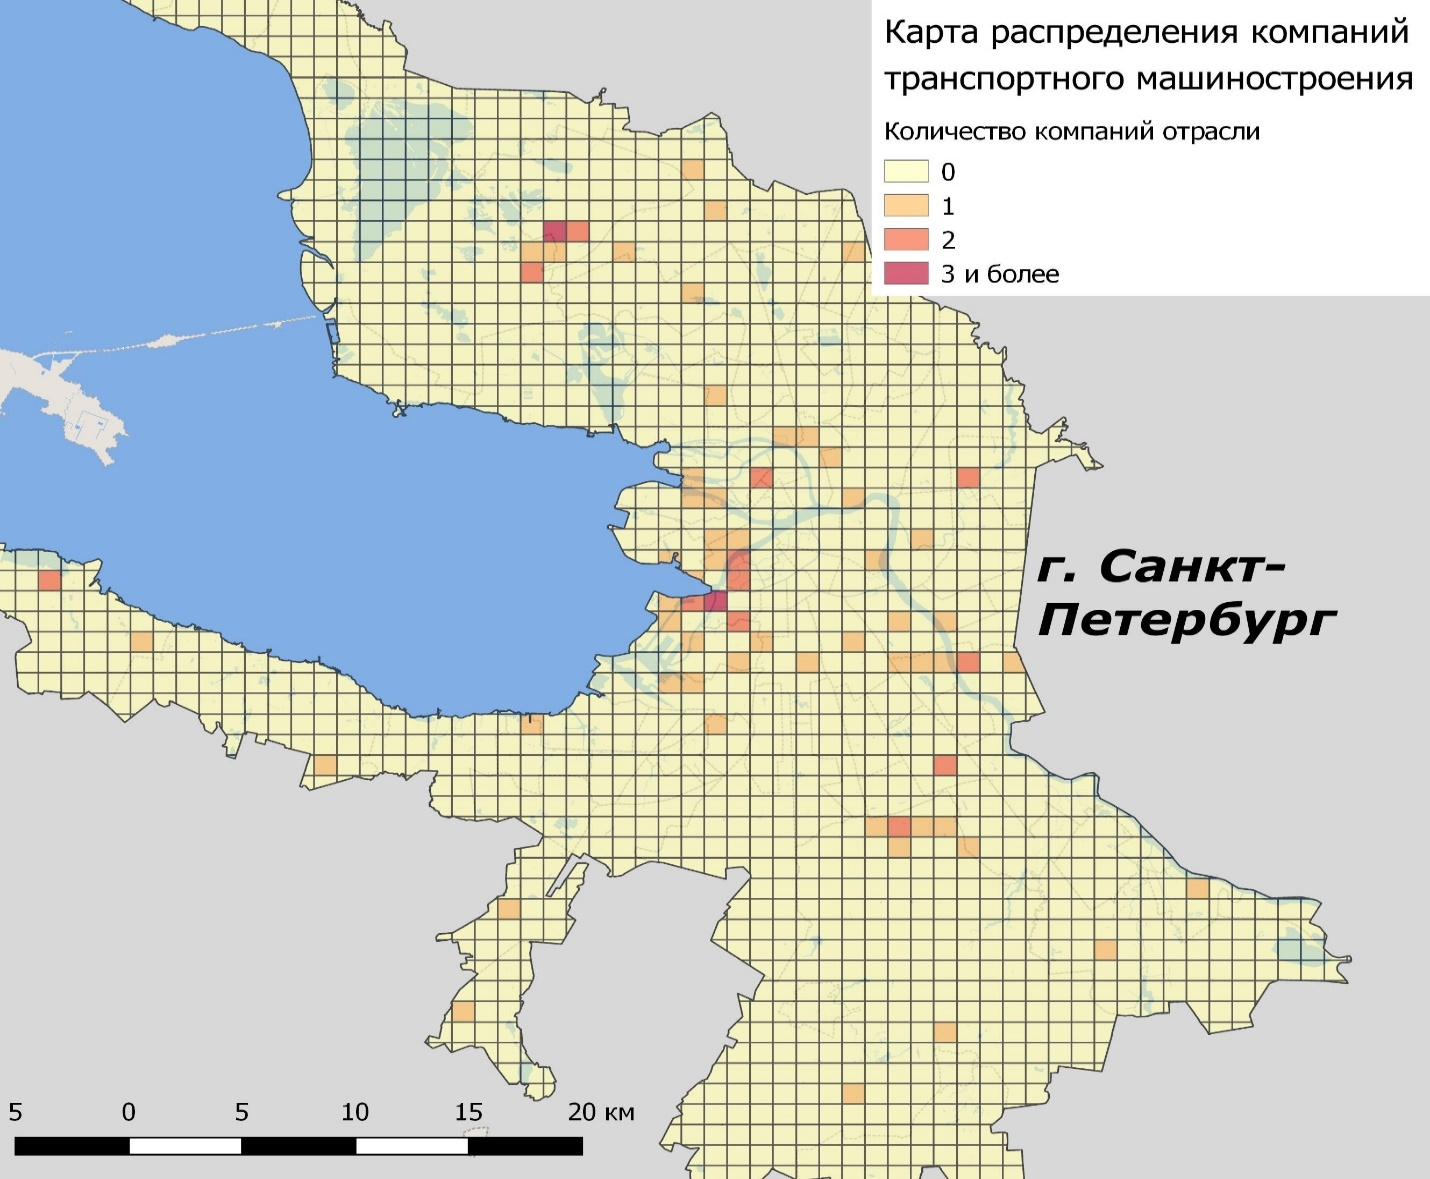 Карта распределения компаний
транспортного машиностроения
Количество компаний отрасли
0
1
2
3 и более
г. Санкт-
Петербург
5 0 5 10 15 20 км